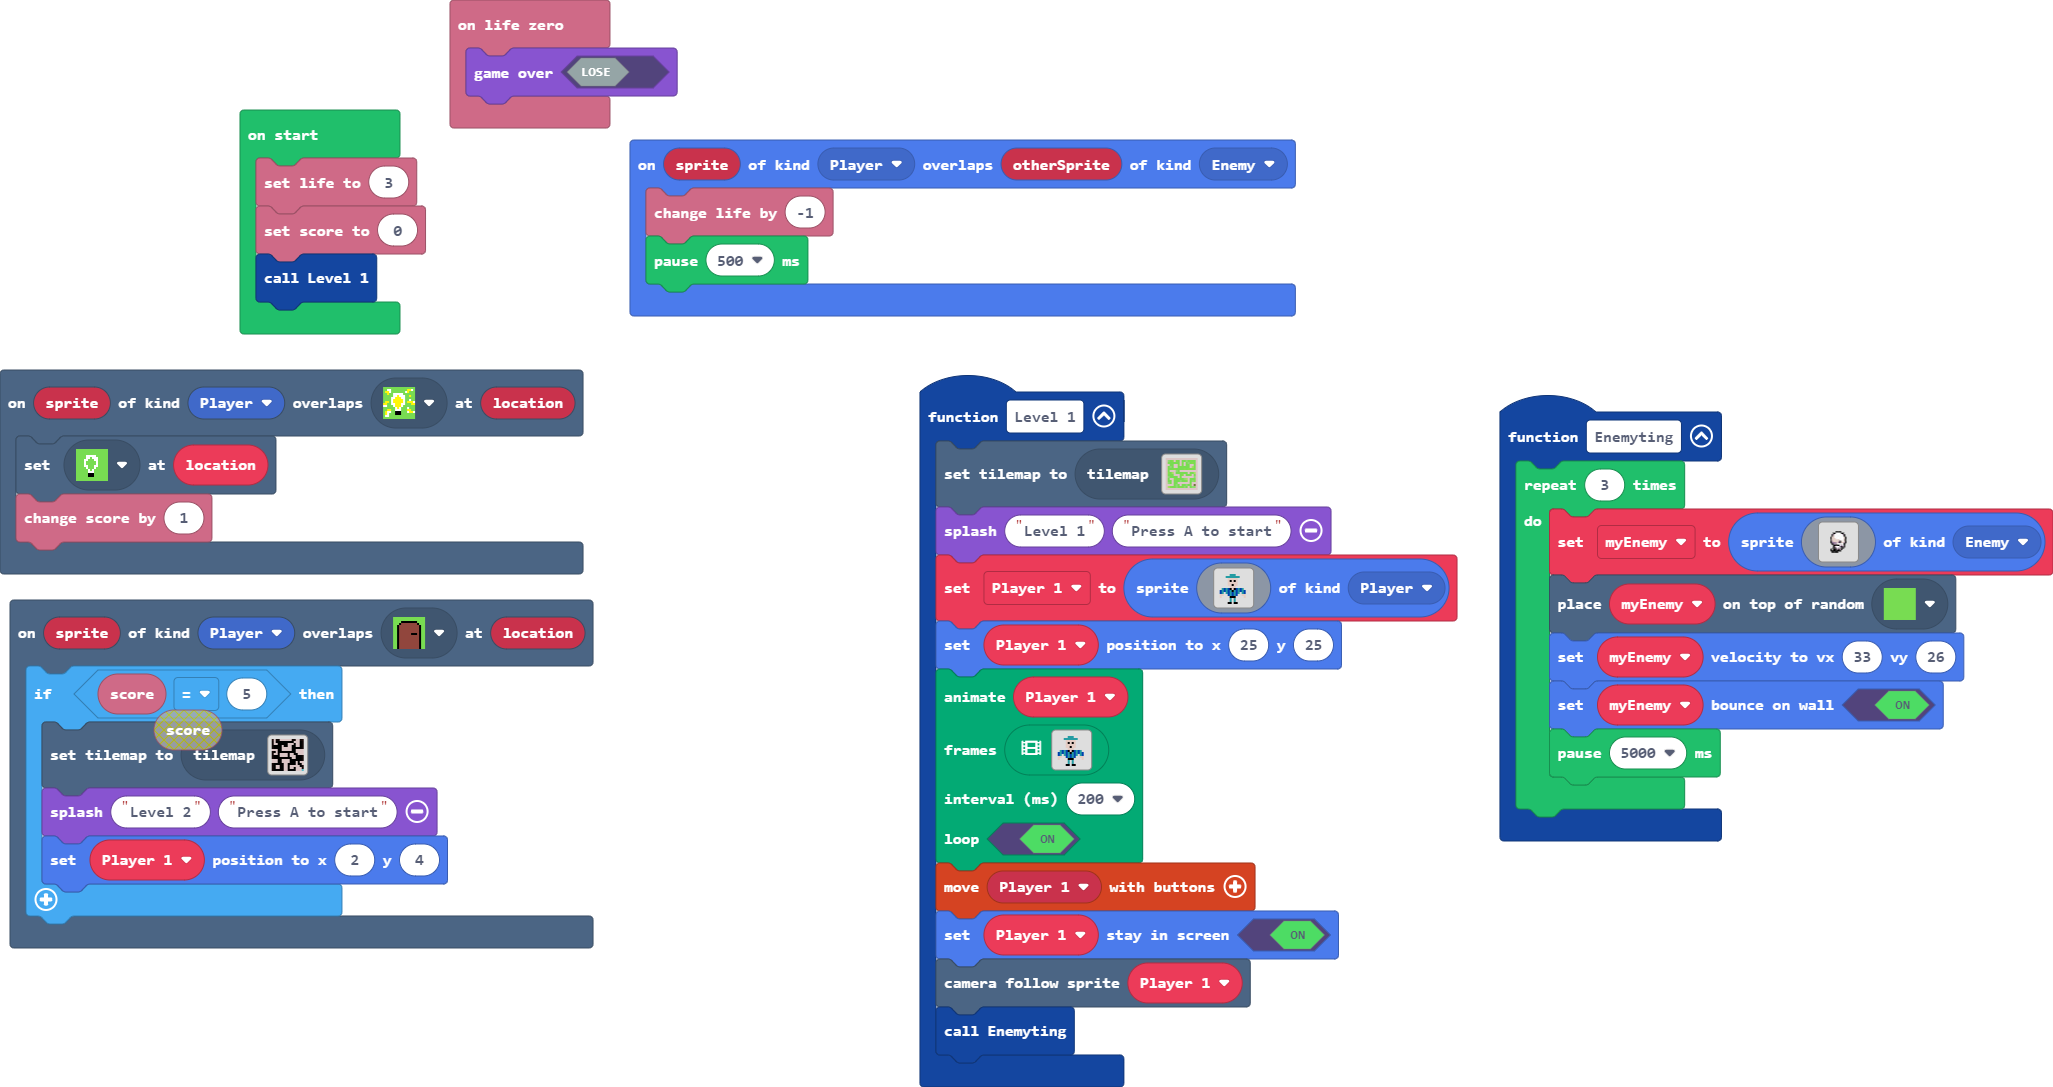 on life zero
game over LOSE
on start
set life to 3
set score to 0
call Level 1
on sprite of kind Player overlaps otherSprite of kind Enemy
change life by -1
pause 500 ms
on sprite of kind Player overlaps at location
set at location
change score by 1
on sprite of kind Player overlaps at location
if score = 5 then
score
set tilemap to tilemap
splash "Level 2" "Press A to start"
set Player 1 position to x 2 y 4
function Level 1
set tilemap to tilemap
splash "Level 1" "Press A to start"
set Player 1 to sprite of kind Player
set Player 1 position to x 25 y 25
animate Player 1
frames
interval (ms) 200
loop ON
move Player 1 with buttons
set Player 1 stay in screen ON
camera follow sprite Player 1
call Enemyting
function Enemyting
repeat 3 times
do
set myEnemy to sprite of kind Enemy
place myEnemy on top of random
set myEnemy velocity to vx 33 vy 26
set myEnemy bounce on wall ON
pause 5000 ms